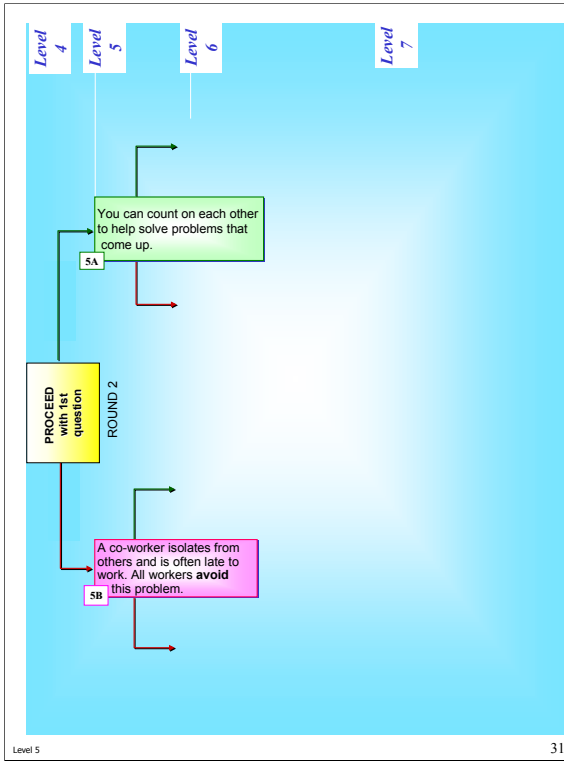 Level
4
Level
5
Level
6
Level
7
You can count on each other
to help solve problems that
come up.
5A
PROCEED
with 1st
question
ROUND 2
A co-worker isolates from
others and is often late to
work. All workers avoid
this problem.
5B
Level 5
31